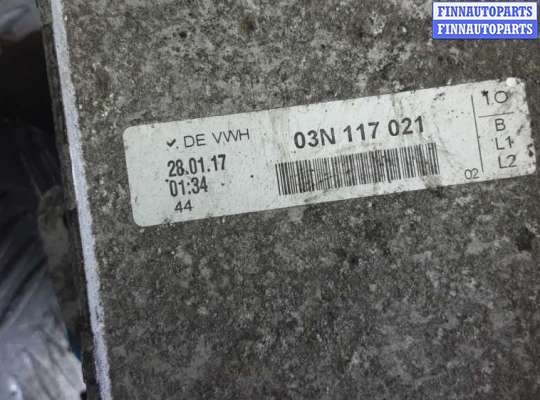 FINNAUTOPARTS
FINNAUTOPARTS
DE VWH
03N 117 021
1.0
28.01.17
B
01:34
L1
44
02
L2